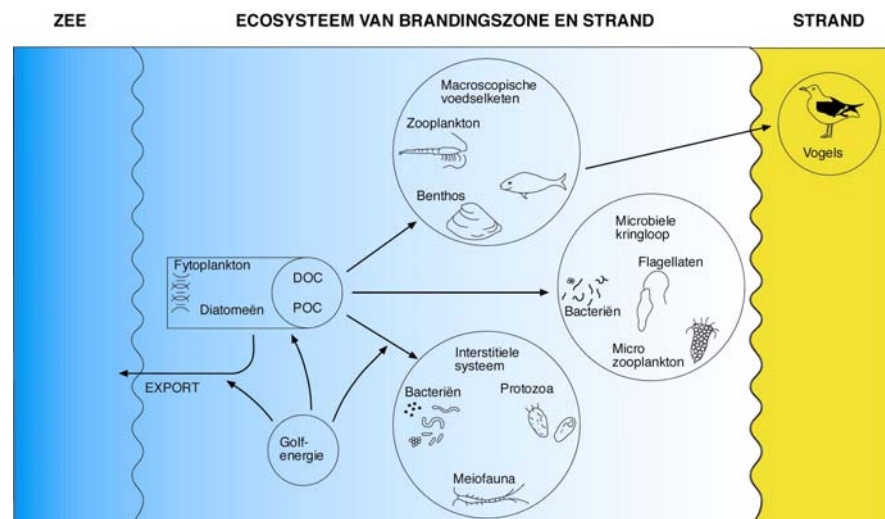 ZEE
ECOSYSTEEM VAN BRANDINGSZONE EN STRAND
STRAND
Macroscopische
voedselketen
Zooplankton
Benthos
Vogels
Microbiele
kringloop
Flagellaten
Bacteriën
Micro
zooplankton
Fytoplankton
Diatomeën
DOC
POC
EXPORT
Golf-
energie
Interstitiele
systeem
Bacteriën
Protozoa
Meiofauna